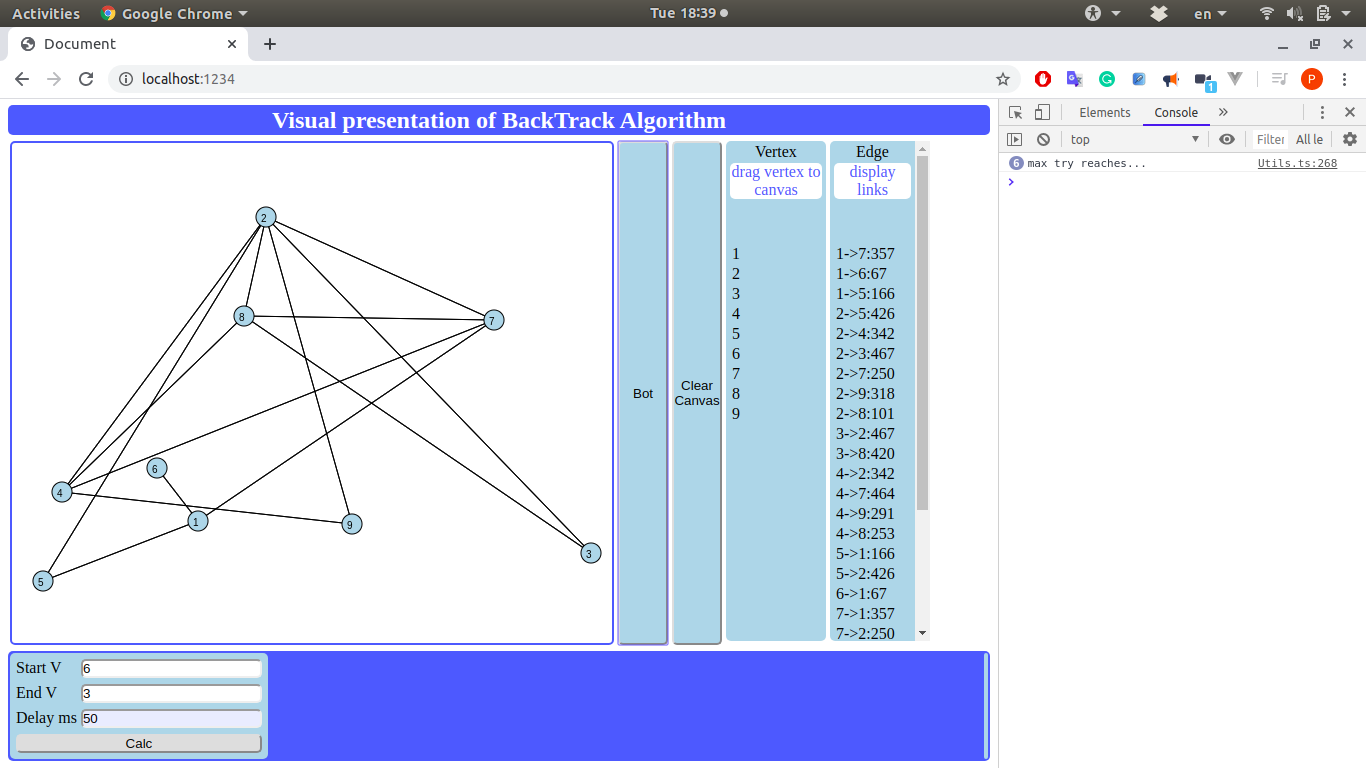 Activities
Google Chrome
Tue 18:39
en
Document
localhost:1234
1
P
Visual presentation of BackTrack Algorithm
2
8
7
6
4
1
9
3
5
Bot
Clear
Canvas
Vertex
drag vertex to
canvas
1
2
3
4
5
6
7
8
9
Edge
display
links
1->7:357
1->6:67
1->5:166
2->5:426
2->4:342
2->3:467
2->7:250
2->9:318
2->8:101
3->2:467
3->8:420
4->2:342
4->7:464
4->9:291
4->8:253
5->1:166
5->2:426
6->1:67
7->1:357
7->2:250
Start V 6
End V 3
Delay ms 50
Calc
Elements Console
top Filter All le
6 max try reaches... Utils.ts:268